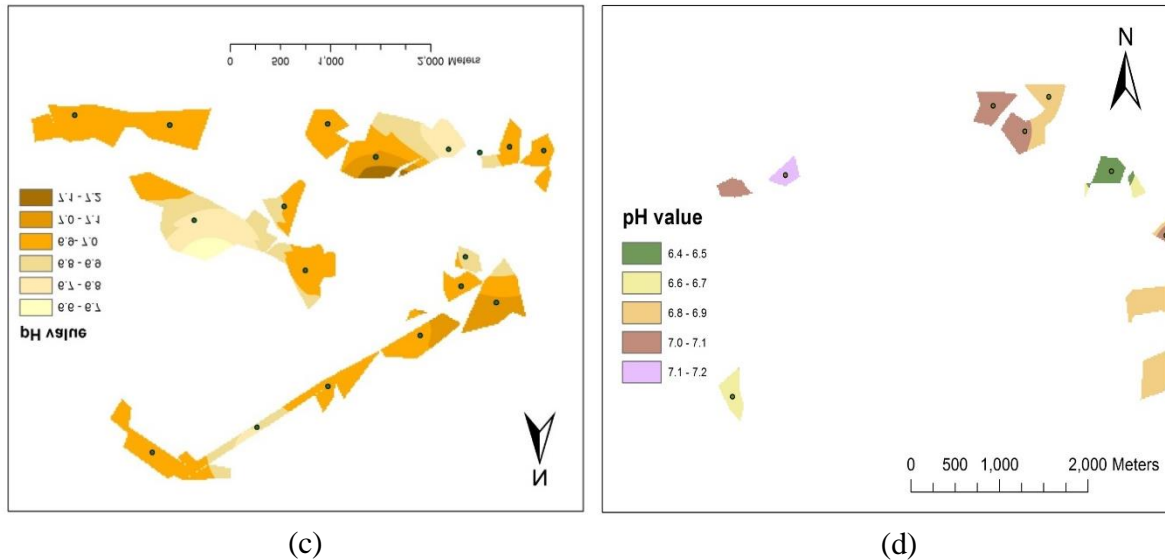 0 500 1,000 2,000 Meters
7.1 - 7.2
7.0 - 7.1
6.9- 7.0
6.8 - 6.9
6.7 - 6.8
6.6 - 6.7
pH value
N
(c)
N
pH value
6.4 - 6.5
6.6 - 6.7
6.8 - 6.9
7.0 - 7.1
7.1 - 7.2
0 500 1,000 2,000 Meters
(d)